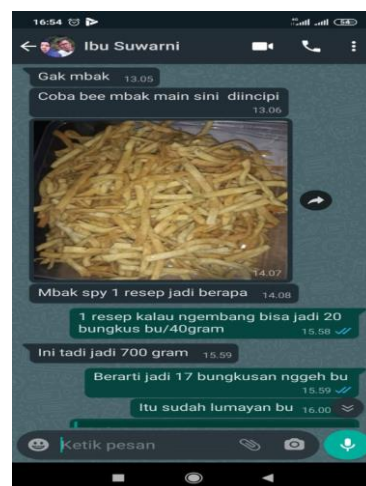 16:54
54
Ibu Suwarni
Gak mbak 13.05
Coba bee mbak main sini diincipi
13.06
14.07
Mbak spy 1 resep jadi berapa 14.08
1 resep kalau ngembang bisa jadi 20
bungkus bu/40gram 15.58
Ini tadi jadi 700 gram 15.59
Berarti jadi 17 bungkusan nggeh bu
15.59
Itu sudah lumayan bu 16.00
Ketik pesan